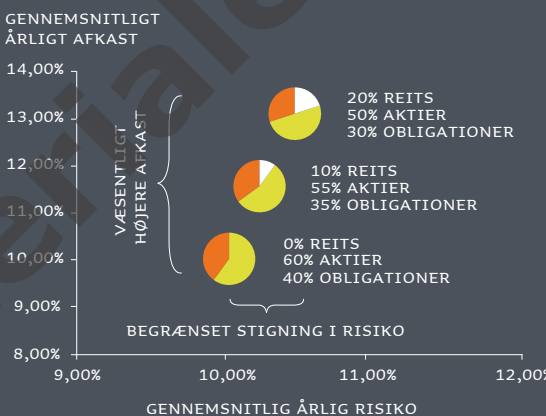 GENNEMSNITLIGT
ÅRLIGT AFKAST
14,00%
13,00%
12,00%
11,00%
10,00%
9,00%
8,00%
VÆSENTLIGT
HØJERE AFKAST
20% REITS
50% AKTIER
30% OBLIGATIONER
10% REITS
55% AKTIER
35% OBLIGATIONER
0% REITS
60% AKTIER
40% OBLIGATIONER
BEGRÆNSET STIGNING I RISIKO
9,00%
10,00%
11,00%
12,00%
GENNEMSNITLIG ÅRLIG RISIKO